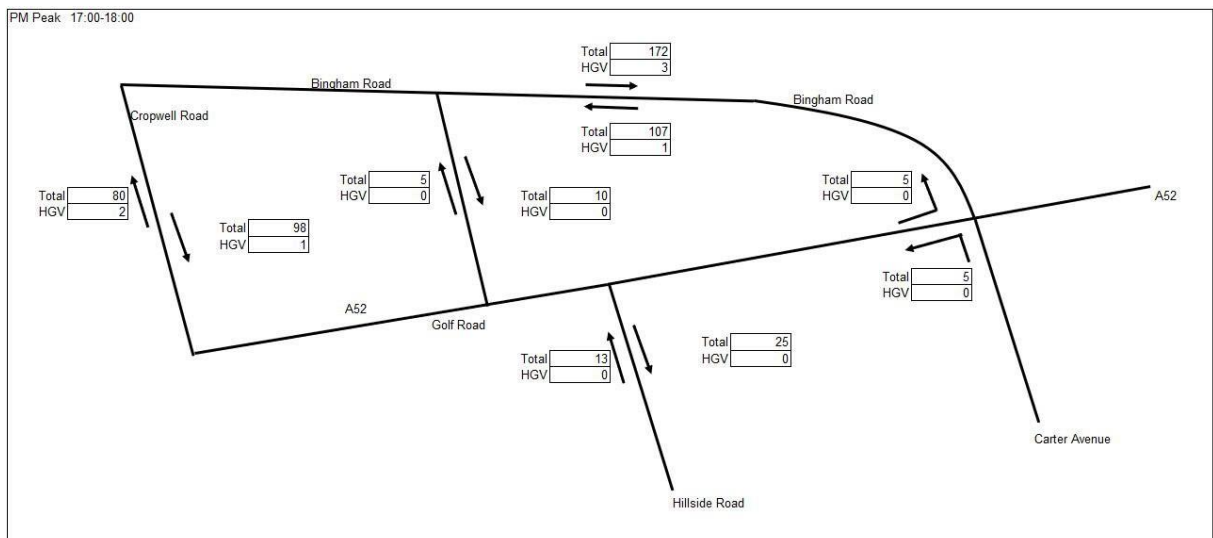 PM Peak 17:00-18:00
Total 172
HGV 3
Bingham Road
Bingham Road
Cropwell Road
Total 107
HGV 1
Total 5
HGV 0
Total 10
HGV 0
Total 5
HGV 0
Total 80
HGV 2
A52
Total 98
HGV 1
Total 5
HGV 0
A52
Golf Road
Total 25
HGV 0
Total 13
HGV 0
Carter Avenue
Hillside Road